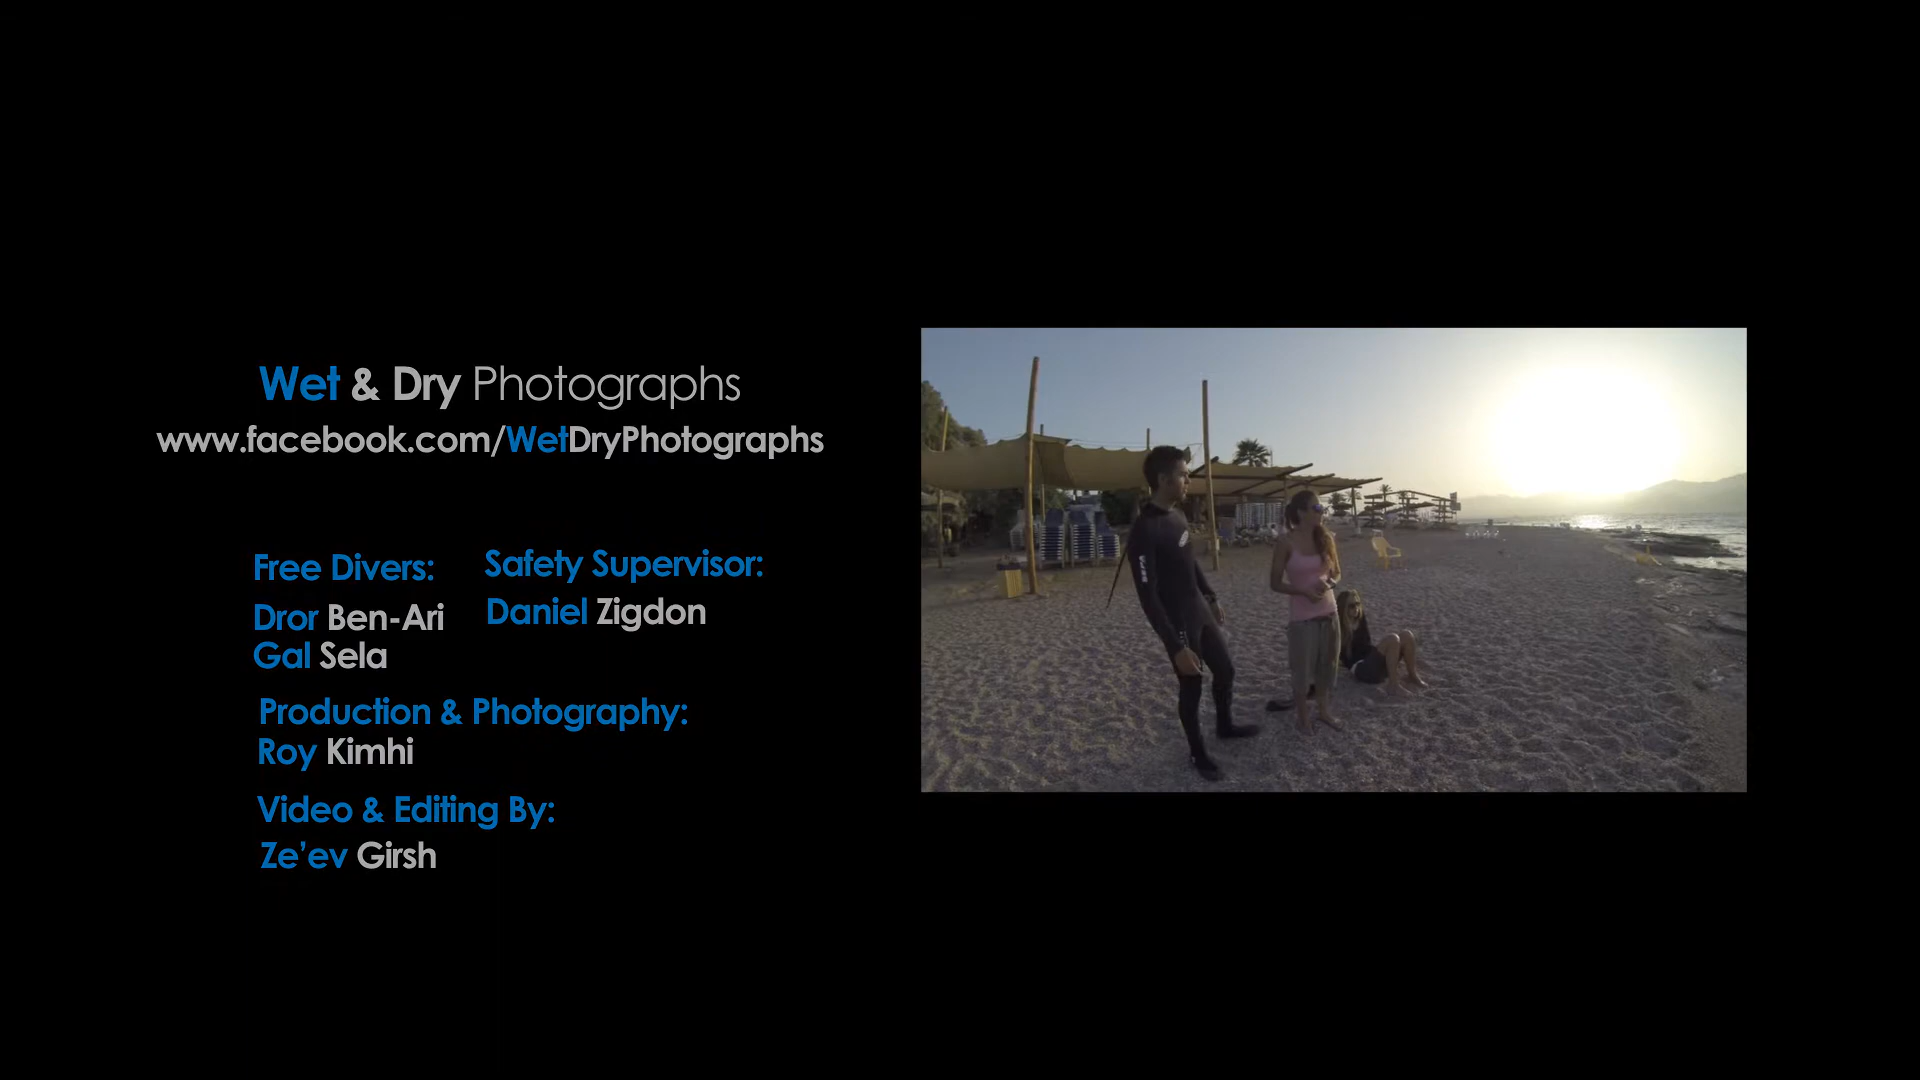 Wet & Dry Photographs
www.facebook.com/WetDryPhotographs
Free Divers:
Dror Ben-Ari
Gal Sela
Safety Supervisor:
Daniel Zigdon
Production & Photography:
Roy Kimhi
Video & Editing By:
Ze’ev Girsh